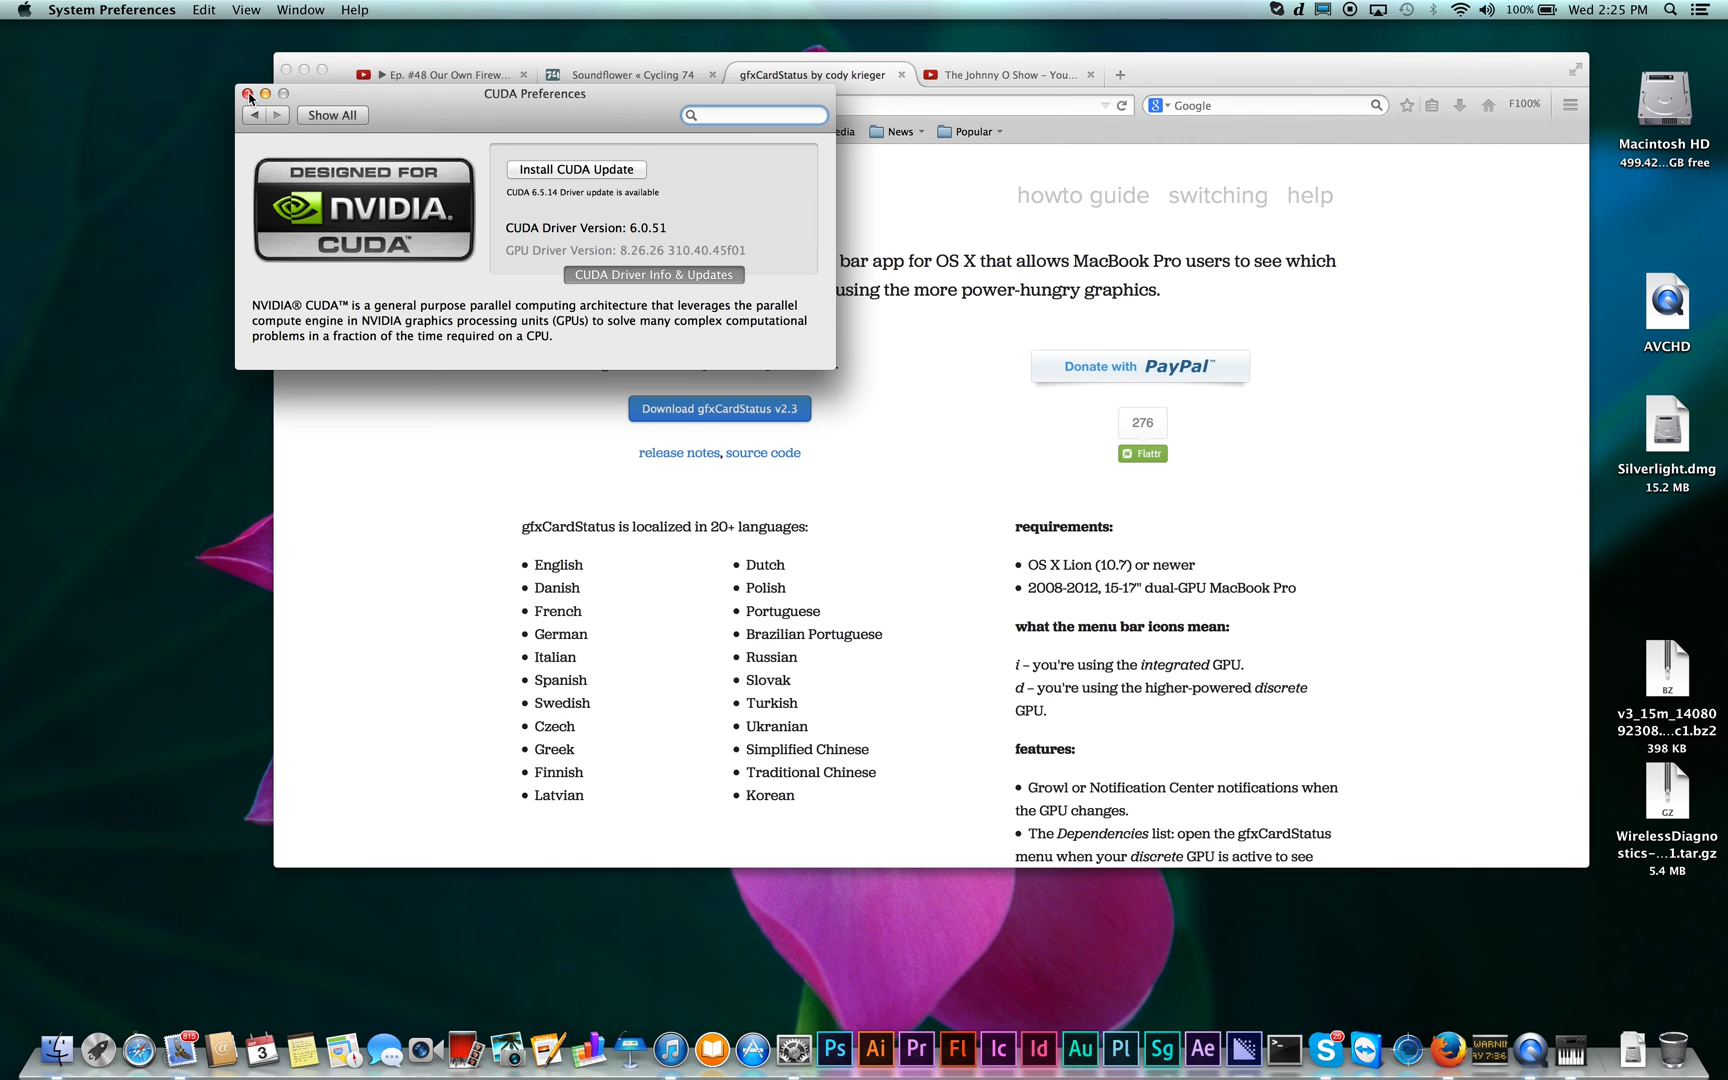 System Preferences Edit View Window Help
100% Wed 2:25 PM
Ep. #48 Our Own Firew... Soundflower « Cycling 74 gfxCardStatus by cody krieger The Johnny O Show – You...
CUDA Preferences
Show All
Google
F100%
edia News Popular
DESIGNED FOR
NVIDIA.
CUDA™
Install CUDA Update
CUDA 6.5.14 Driver update is available
CUDA Driver Version: 6.0.51
GPU Driver Version: 8.26.26 310.40.45f01
CUDA Driver Info & Updates
NVIDIA® CUDA™ is a general purpose parallel computing architecture that leverages the parallel
compute engine in NVIDIA graphics processing units (GPUs) to solve many complex computational
problems in a fraction of the time required on a CPU.
howto guide switching help
bar app for OS X that allows MacBook Pro users to see which
using the more power-hungry graphics.
Donate with PayPal™
Download gfxCardStatus v2.3
276
Flattr
release notes, source code
gfxCardStatus is localized in 20+ languages:
English
Danish
French
German
Italian
Spanish
Swedish
Czech
Greek
Finnish
Latvian
Dutch
Polish
Portuguese
Brazilian Portuguese
Russian
Slovak
Turkish
Ukranian
Simplified Chinese
Traditional Chinese
Korean
requirements:
OS X Lion (10.7) or newer
2008-2012, 15-17" dual-GPU MacBook Pro
what the menu bar icons mean:
i – you're using the integrated GPU.
d – you're using the higher-powered discrete
GPU.
features:
Growl or Notification Center notifications when
the GPU changes.
The Dependencies list: open the gfxCardStatus
menu when your discrete GPU is active to see
Macintosh HD
499.42...GB free
AVCHD
Silverlight.dmg
15.2 MB
BZ
v3_15m_14080
92308....c1.bz2
398 KB
GZ
WirelessDiagno
stics-...1.tar.gz
5.4 MB
815
3
Ps Ai Pr Fl Ic Id Au Pl Sg Ae
25